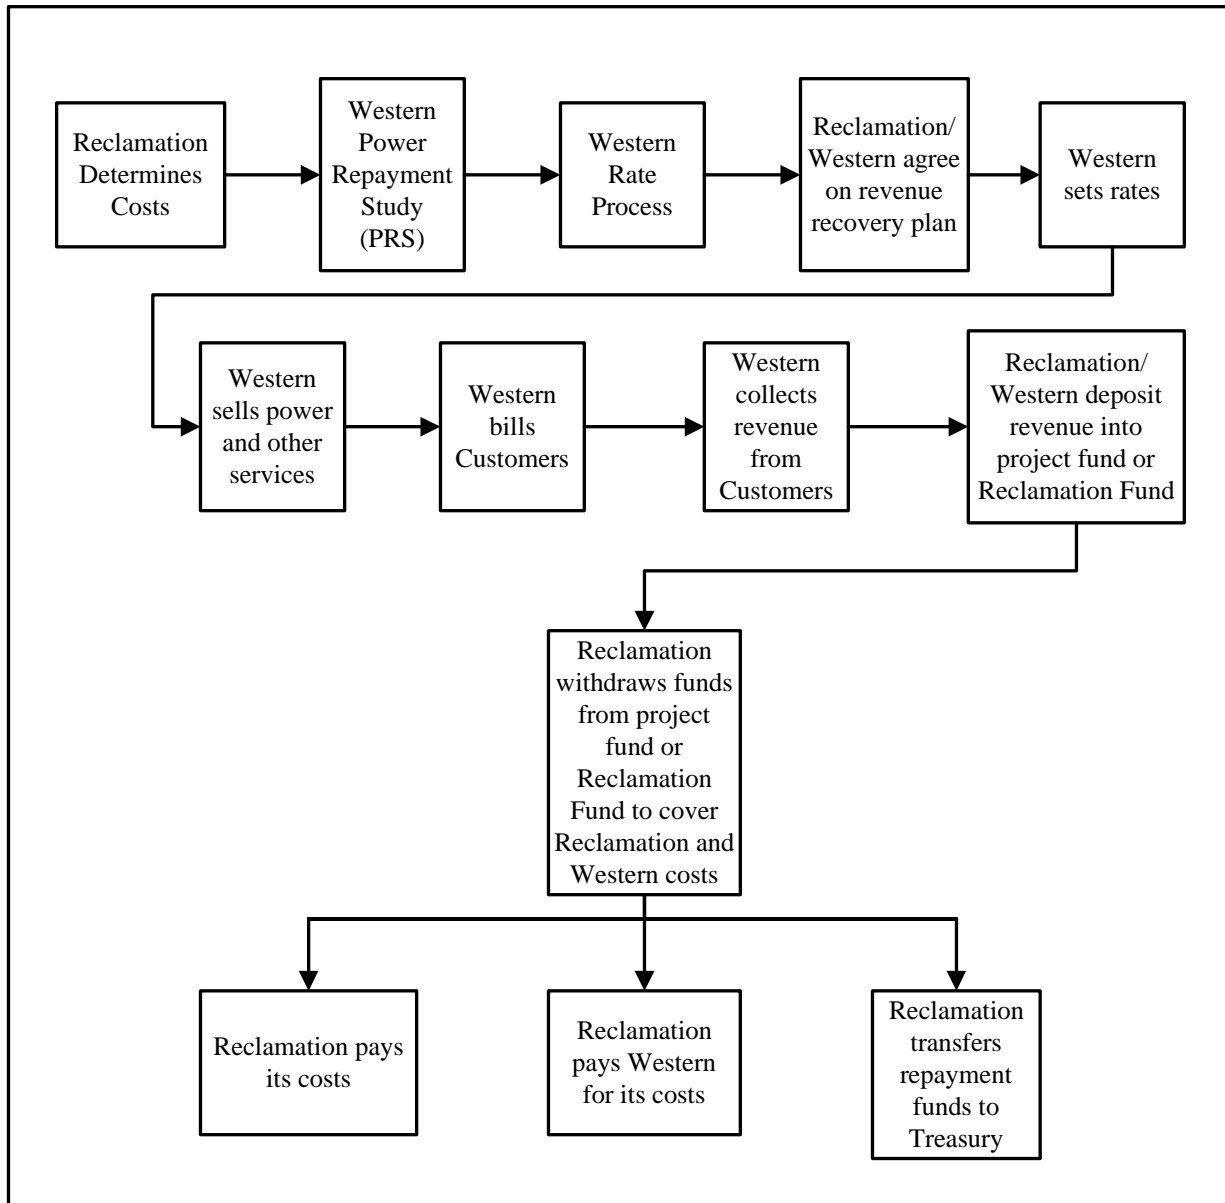 Reclamation
Determines
Costs
Western
Power
Repayment
Study
(PRS)
Western
Rate
Process
Reclamation/
Western agree
on revenue
recovery plan
Western
sets rates
Western
sells power
and other
services
Western
bills
Customers
Western
collects
revenue
from
Customers
Reclamation/
Western deposit
revenue into
project fund or
Reclamation Fund
Reclamation
withdraws funds
from project
fund or
Reclamation
Fund to cover
Reclamation and
Western costs
Reclamation pays
its costs
Reclamation
pays Western
for its costs
Reclamation
transfers
repayment
funds to
Treasury